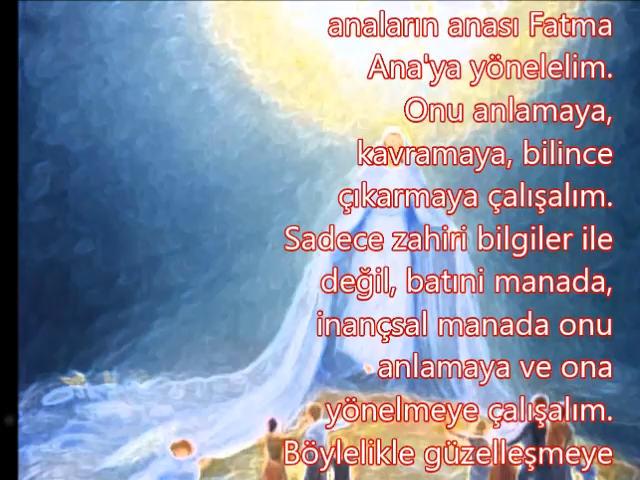 anaların anası Fatma
Ana'ya yönelelim.
Onu anlamaya,
kavramaya, bilince
çıkarmaya çalışalım.
Sadece zahiri bilgiler ile
değil, batıni manada,
inançsal manada onu
anlamaya ve ona
yönelmeye çalışalım.
Böylelikle güzelleşmeye